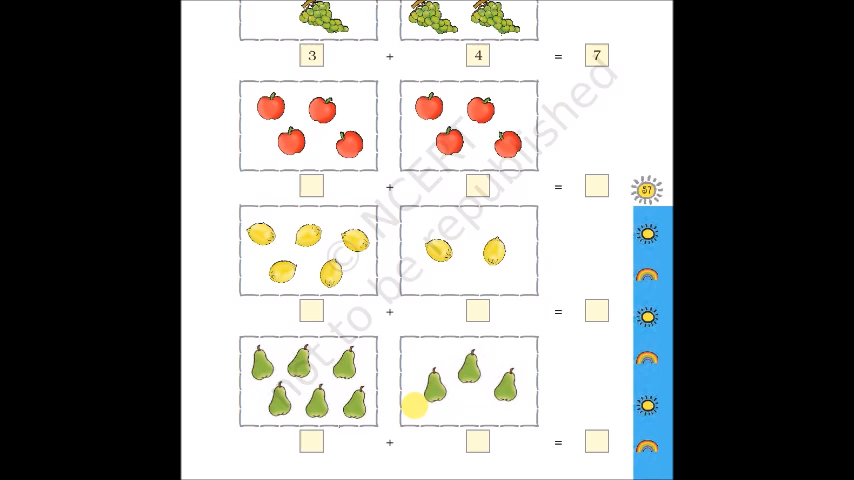 3 + 4 = 7
+ =
57
+ =
+ =
© NCERT
not to be republished